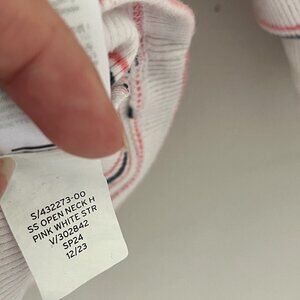 S/432273-00
SS OPEN NECK H
PINK WHITE STR
V/302842
SP24
12/23